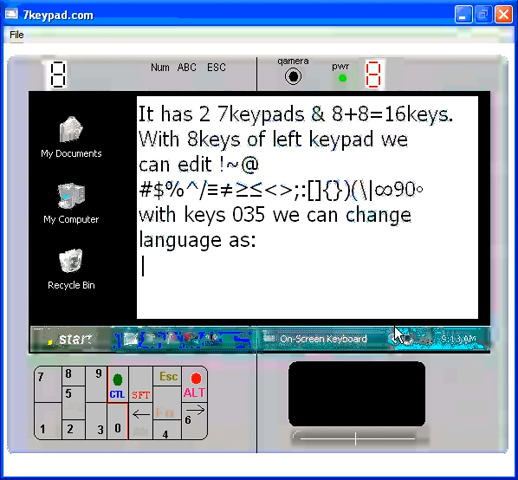 7keypad.com
File
Num ABC ESC
qamera
pwr
8
8
It has 2 7keypads & 8+8=16keys.
With 8keys of left keypad we
can edit !~@
#$%^/≡≠≥≤<>;:[]{})(\|∞90◦
with keys 035 we can change
language as:
My Documents
My Computer
Recycle Bin
start
On-Screen Keyboard
9:13 AM
7 8 9 Esc
5 CTL SFT ALT
1 2 3 0 4 6